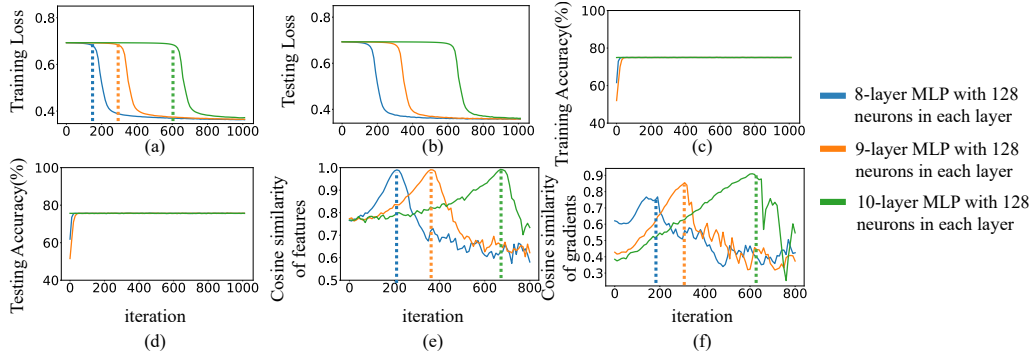 Training Loss
0.8
0.6
0.4
0 200 400 600 800 1000
(a)
Testing Loss
0.8
0.6
0.4
0 200 400 600 800 1000
(b)
Training Accuracy(%)
100
80
60
40
0 200 400 600 800 1000
(c)
8-layer MLP with 128
neurons in each layer
9-layer MLP with 128
neurons in each layer
10-layer MLP with 128
neurons in each layer
Testing Accuracy(%)
100
80
60
40
0 200 400 600 800 1000
iteration
(d)
Cosine similarity
of features
1.0
0.9
0.8
0.7
0.6
0.5
0 200 400 600 800
iteration
(e)
Cosine similarity
of gradients
0.9
0.8
0.7
0.6
0.5
0.4
0.3
0 200 400 600 800
iteration
(f)